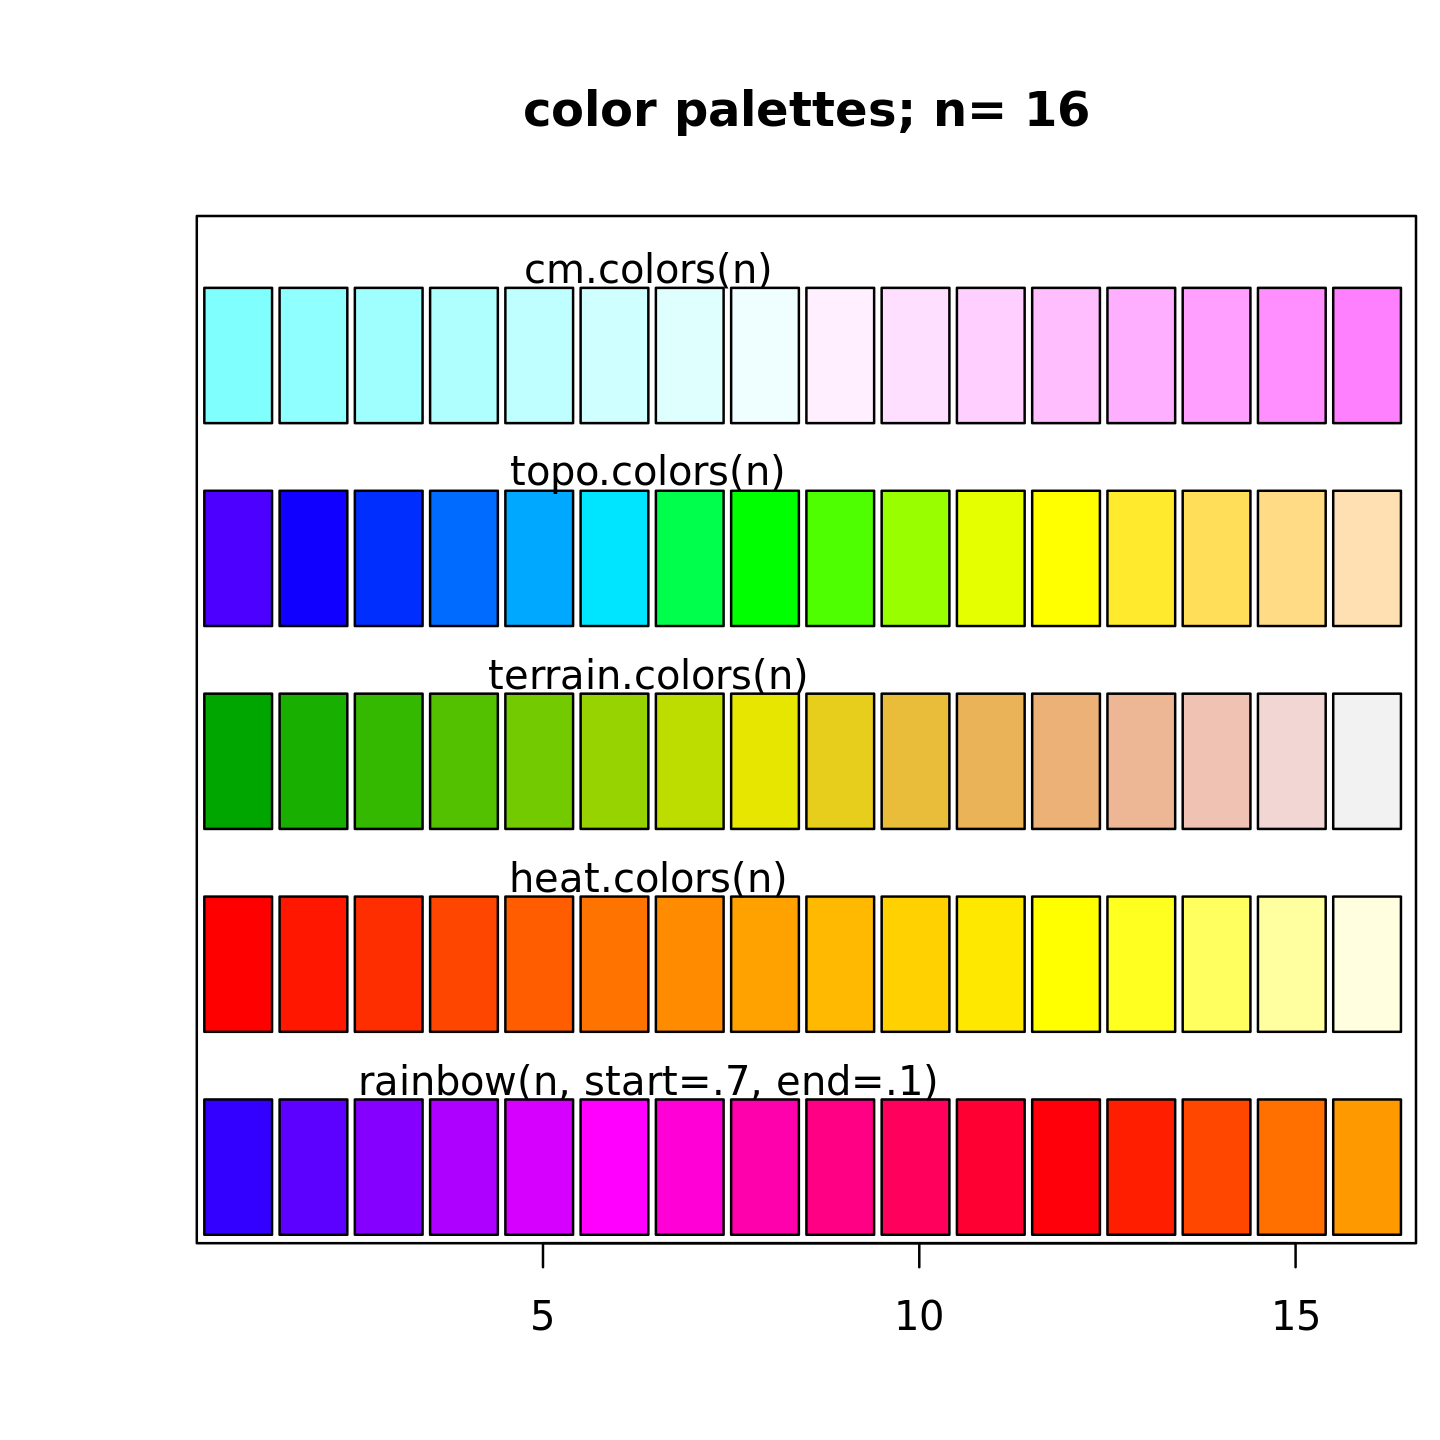 color palettes; n= 16
cm.colors(n)
topo.colors(n)
terrain.colors(n)
heat.colors(n)
rainbow(n, start=.7, end=.1)
5 10 15